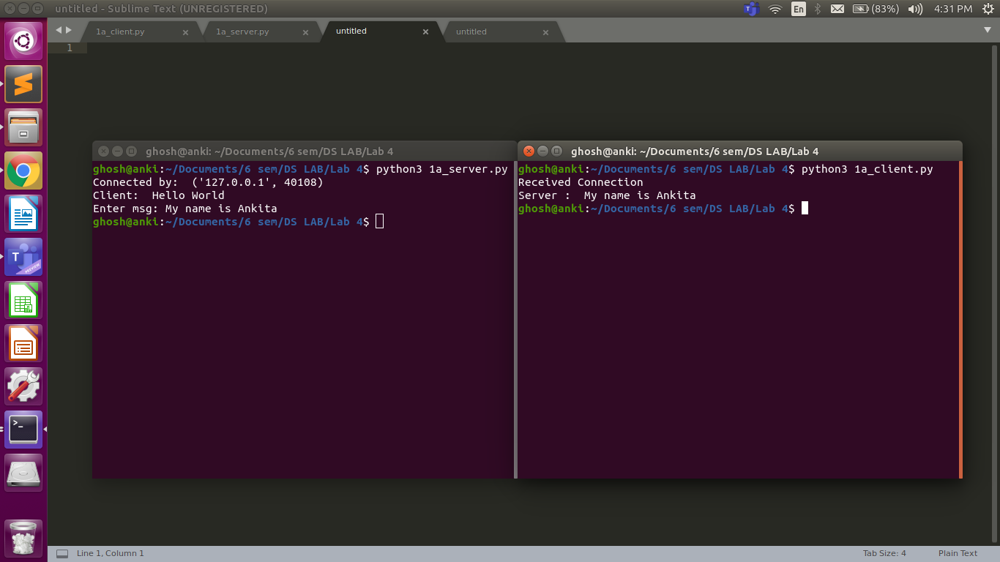 untitled - Sublime Text (UNREGISTERED)
En
(83%)
4:31 PM
1a_client.py
1a_server.py
untitled
untitled
1
ghosh@anki: ~/Documents/6 sem/DS LAB/Lab 4
ghosh@anki:~/Documents/6 sem/DS LAB/Lab 4$ python3 1a_server.py
Connected by:  ('127.0.0.1', 40108)
Client:  Hello World
Enter msg: My name is Ankita
ghosh@anki:~/Documents/6 sem/DS LAB/Lab 4$
ghosh@anki: ~/Documents/6 sem/DS LAB/Lab 4
ghosh@anki:~/Documents/6 sem/DS LAB/Lab 4$ python3 1a_client.py
Received Connection
Server :  My name is Ankita
ghosh@anki:~/Documents/6 sem/DS LAB/Lab 4$
T
PREVIEW
>_
Line 1, Column 1
Tab Size: 4
Plain Text